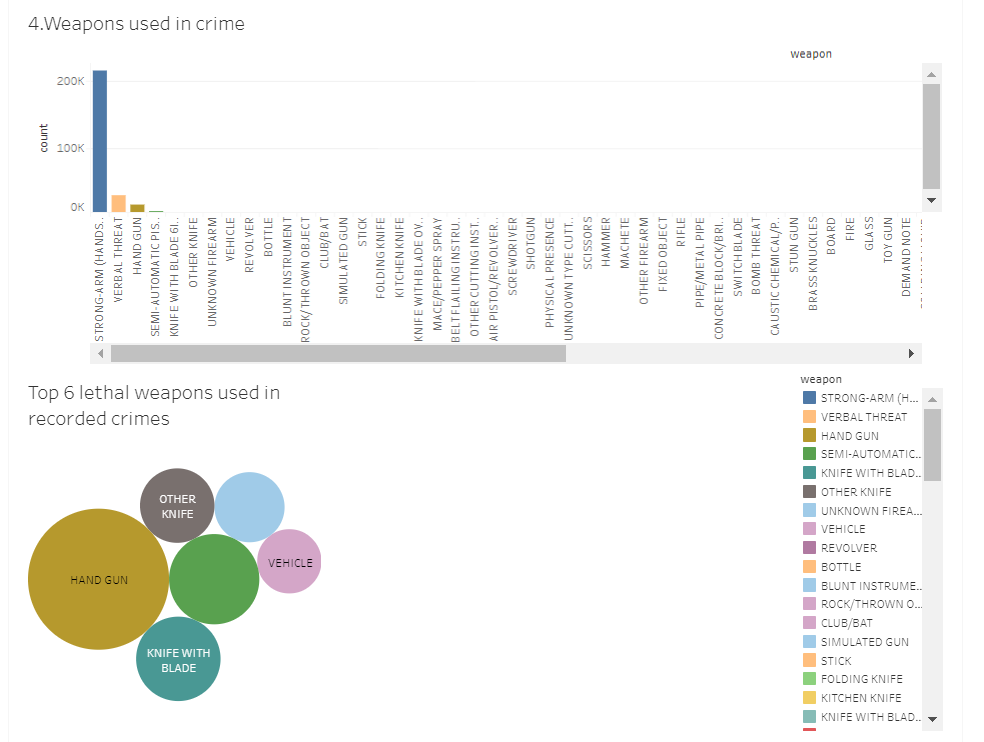 4.Weapons used in crime
weapon
200K
100K
0K
count
STRONG-ARM (HANDS..
VERBAL THREAT
HAND GUN
SEMI-AUTOMATIC PIS..
KNIFE WITH BLADE 6I..
OTHER KNIFE
UNKNOWN FIREARM
VEHICLE
REVOLVER
BOTTLE
BLUNT INSTRUMENT
ROCK/THROWN OBJECT
CLUB/BAT
SIMULATED GUN
STICK
FOLDING KNIFE
KITCHEN KNIFE
KNIFE WITH BLADE OV..
MACE/PEPPER SPRAY
BELT FLAILING INSTRU..
OTHER CUTTING INST..
AIR PISTOL/REVOLVER..
SCREWDRIVER
SHOTGUN
PHYSICAL PRESENCE
UNKNOWN TYPE CUTT..
SCISSORS
HAMMER
MACHETE
OTHER FIREARM
FIXED OBJECT
RIFLE
PIPE/METAL PIPE
CONCRETE BLOCK/BRI..
SWITCH BLADE
BOMB THREAT
CAUSTIC CHEMICAL/P..
STUN GUN
BRASS KNUCKLES
BOARD
FIRE
GLASS
TOY GUN
DEMAND NOTE
Top 6 lethal weapons used in
recorded crimes
OTHER
KNIFE
HAND GUN
VEHICLE
KNIFE WITH
BLADE
weapon
STRONG-ARM (H...
VERBAL THREAT
HAND GUN
SEMI-AUTOMATIC..
KNIFE WITH BLAD..
OTHER KNIFE
UNKNOWN FIREA...
VEHICLE
REVOLVER
BOTTLE
BLUNT INSTRUME..
ROCK/THROWN O...
CLUB/BAT
SIMULATED GUN
STICK
FOLDING KNIFE
KITCHEN KNIFE
KNIFE WITH BLAD..